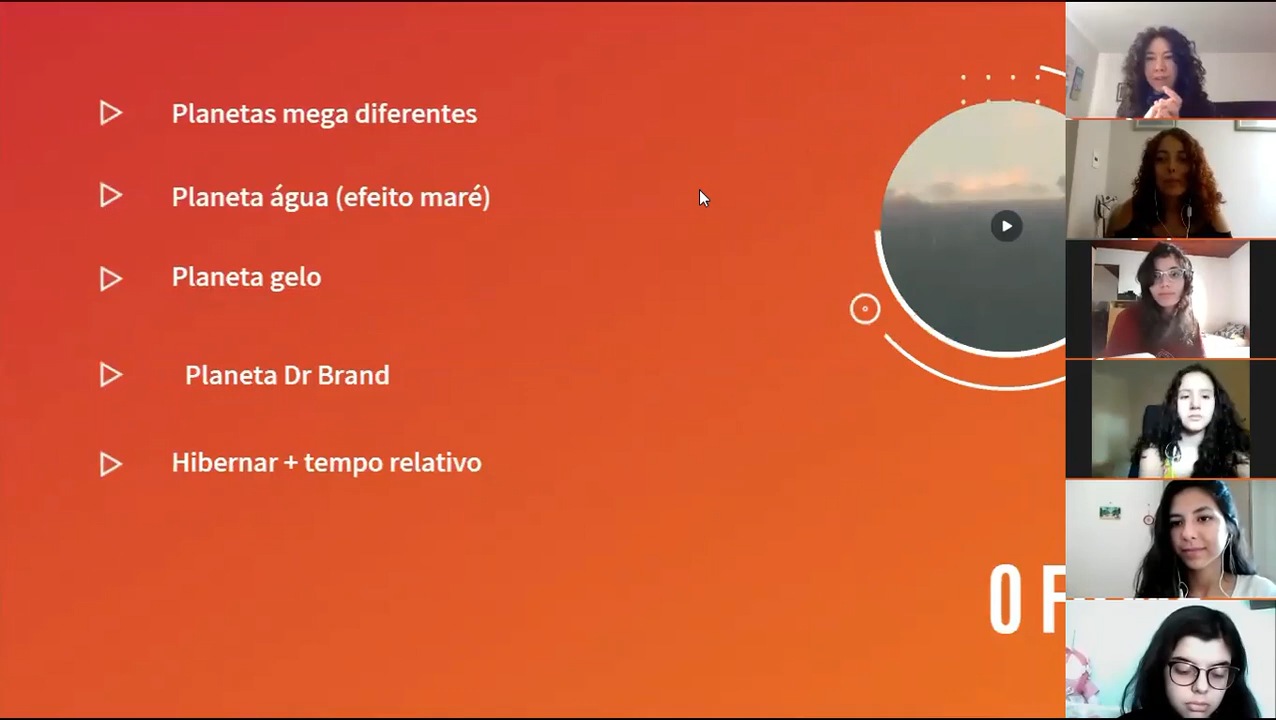 Planetas mega diferentes
Planeta água (efeito maré)
Planeta gelo
Planeta Dr Brand
Hibernar + tempo relativo
O F